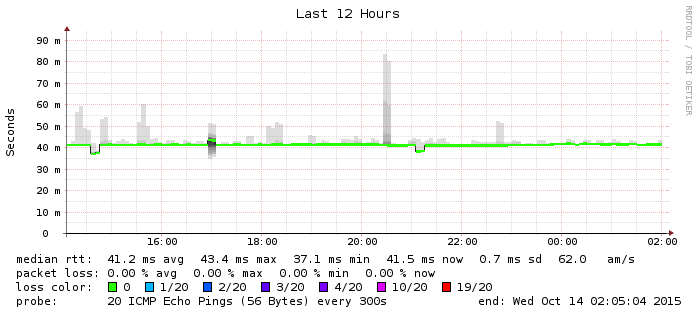 Last 12 Hours
RRDTOOL / TOBI OETIKER
Seconds
90 m
80 m
70 m
60 m
50 m
40 m
30 m
20 m
10 m
0
16:00 18:00 20:00 22:00 00:00 02:00
median rtt: 41.2 ms avg 43.4 ms max 37.1 ms min 41.5 ms now 0.7 ms sd 62.0 am/s
packet loss: 0.00 % avg 0.00 % max 0.00 % min 0.00 % now
loss color: 0 1/20 2/20 3/20 4/20 10/20 19/20
probe: 20 ICMP Echo Pings (56 Bytes) every 300s end: Wed Oct 14 02:05:04 2015